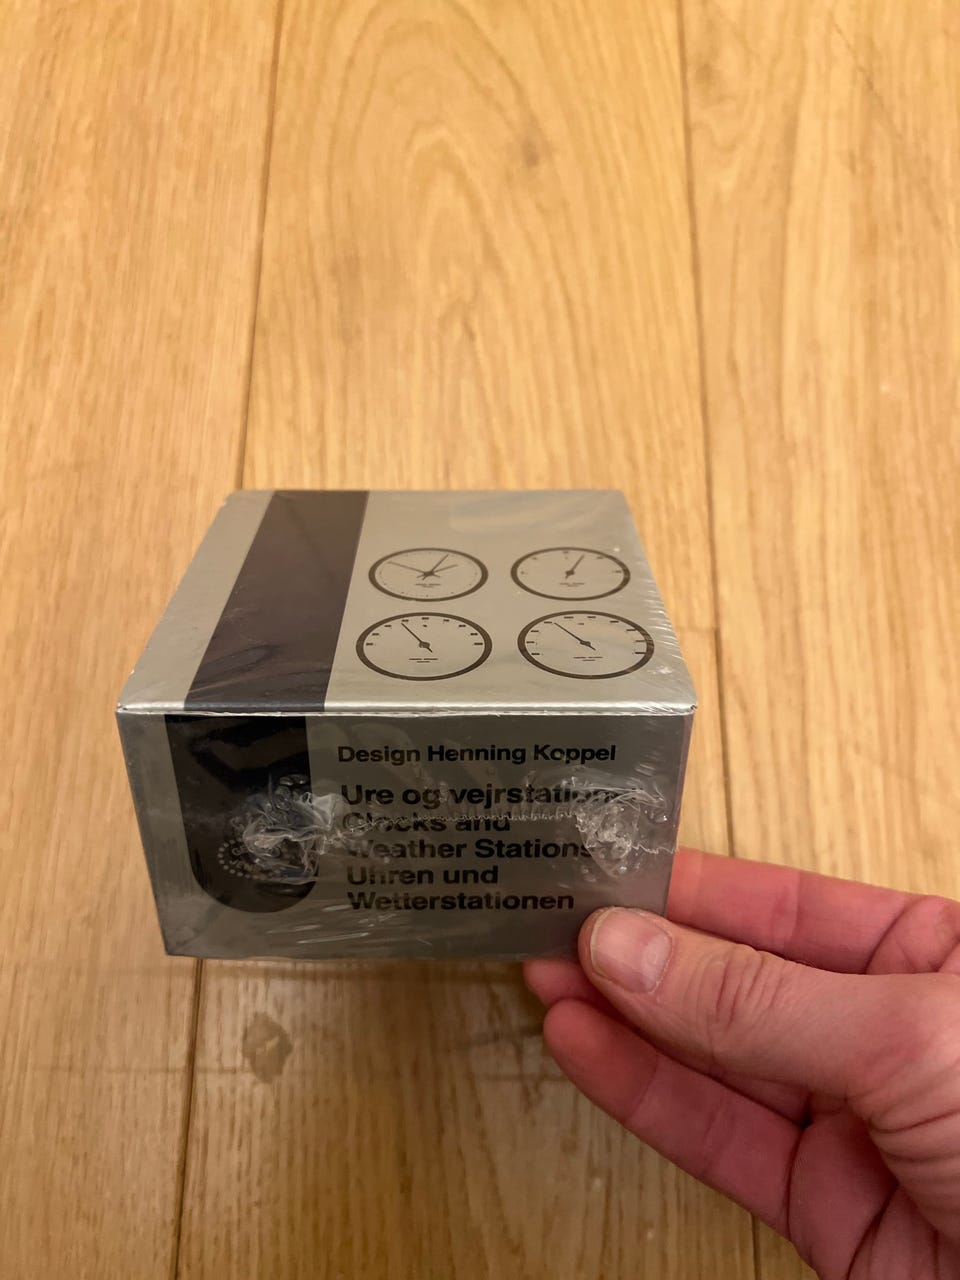 Design Henning Koppel
Ure og vejrstationer
Clocks and
Weather Stations
Uhren und
Wetterstationen